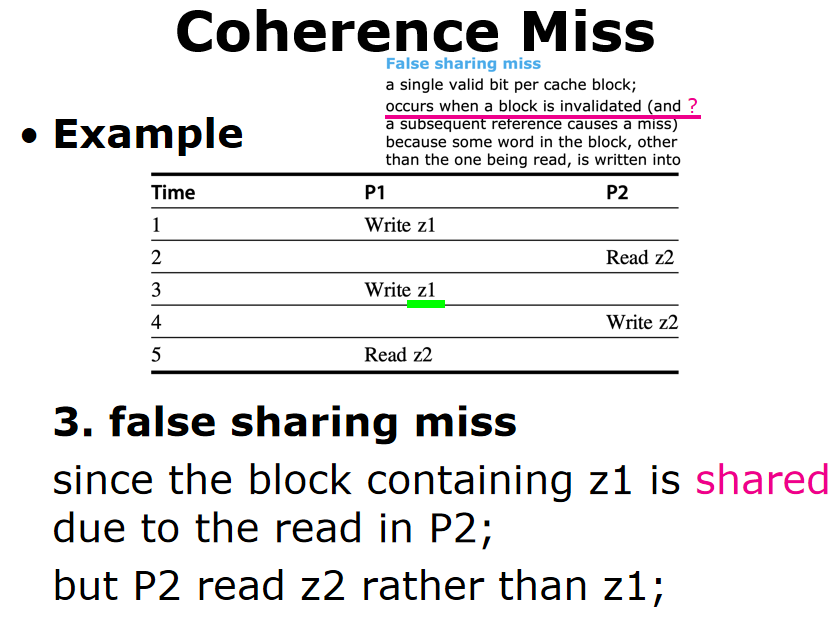 Coherence Miss
False sharing miss
a single valid bit per cache block;
occurs when a block is invalidated (and ?
a subsequent reference causes a miss)
because some word in the block, other
than the one being read, is written into
• Example
Time P1 P2
1 Write z1
2 Read z2
3 Write z1
4 Write z2
5 Read z2
3. false sharing miss
since the block containing z1 is shared
due to the read in P2;
but P2 read z2 rather than z1;